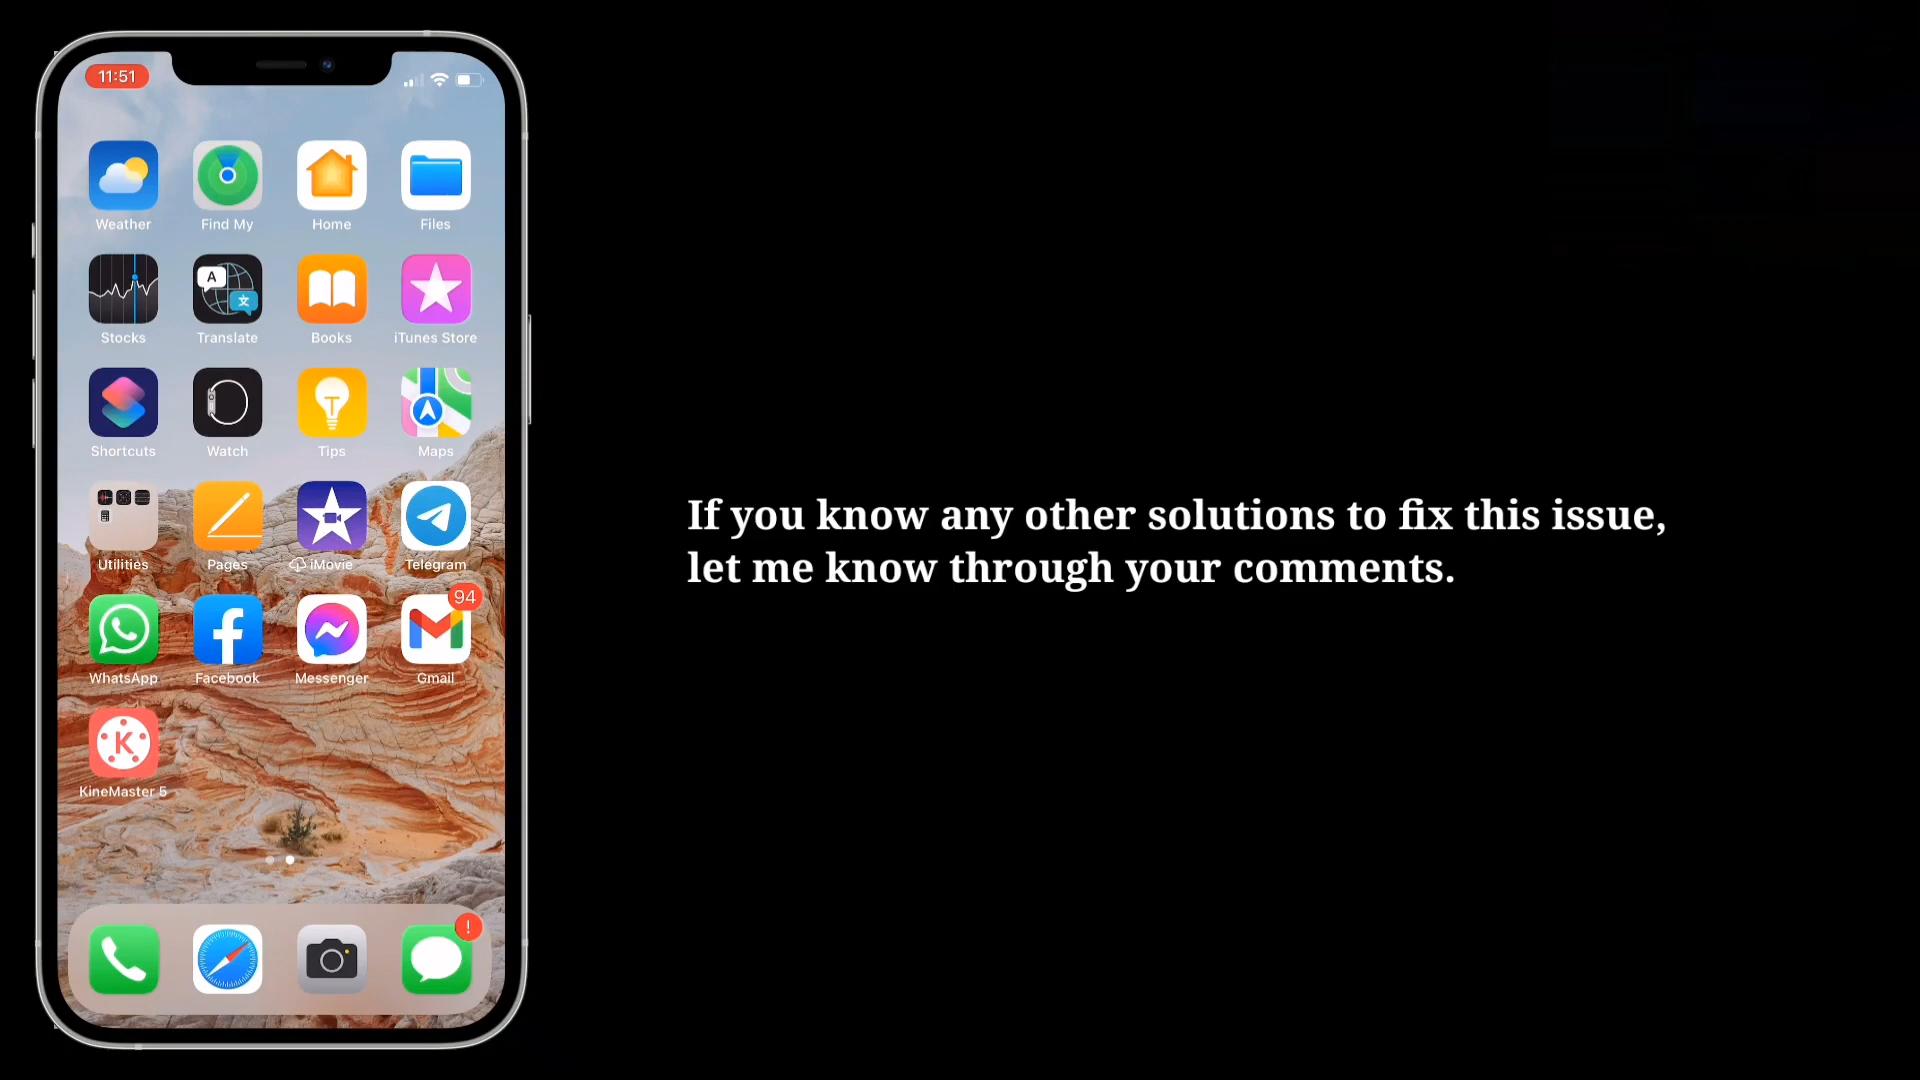 11:51
Weather
Find My
Home
Files
A
文
Stocks
Translate
Books
iTunes Store
T
Shortcuts
Watch
Tips
Maps
Utilities
Pages
iMovie
Telegram
94
WhatsApp
Facebook
Messenger
Gmail
K
KineMaster 5
!
If you know any other solutions to fix this issue,
let me know through your comments.